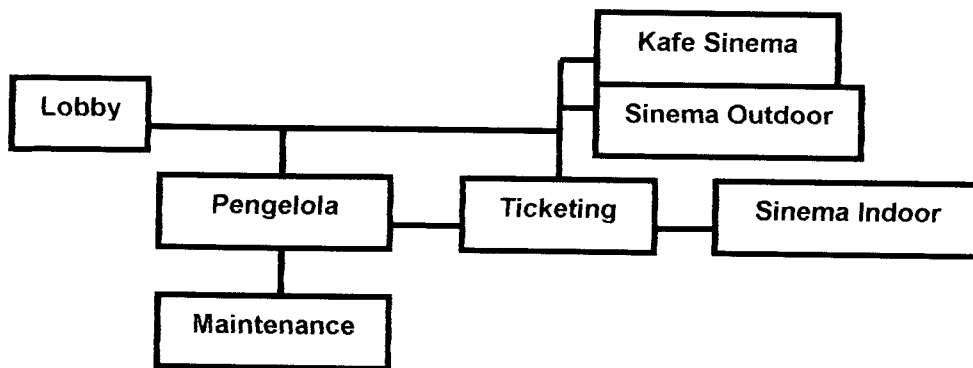 Kafe Sinema
Lobby
Sinema Outdoor
Pengelola
Ticketing
Sinema Indoor
Maintenance